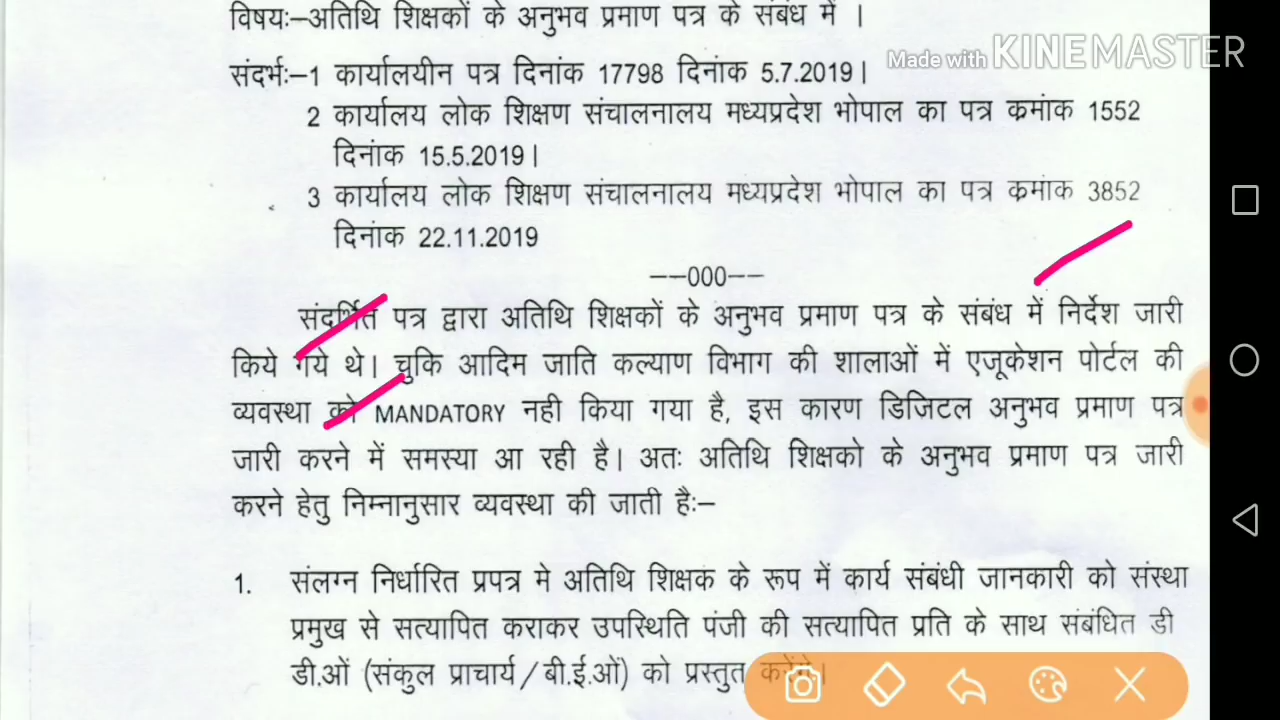 विषयः–अतिथि शिक्षकों के अनुभव प्रमाण पत्र के संबंध में ।
Made with KINEMASTER
संदर्भः–1 कार्यालयीन पत्र दिनांक 17798 दिनांक 5.7.2019।
2 कार्यालय लोक शिक्षण संचालनालय मध्यप्रदेश भोपाल का पत्र क्रमांक 1552
दिनांक 15.5.2019।
3 कार्यालय लोक शिक्षण संचालनालय मध्यप्रदेश भोपाल का पत्र क्रमांक 3852
दिनांक 22.11.2019
––000––
संदर्भित पत्र द्वारा अतिथि शिक्षकों के अनुभव प्रमाण पत्र के संबंध में निर्देश जारी
किये गये थे। चुकि आदिम जाति कल्याण विभाग की शालाओं में एजूकेशन पोर्टल की
व्यवस्था को MANDATORY नही किया गया है, इस कारण डिजिटल अनुभव प्रमाण पत्र
जारी करने में समस्या आ रही है। अतः अतिथि शिक्षको के अनुभव प्रमाण पत्र जारी
करने हेतु निम्नानुसार व्यवस्था की जाती हैः–
1. संलग्न निर्धारित प्रपत्र मे अतिथि शिक्षक के रूप में कार्य संबंधी जानकारी को संस्था
प्रमुख से सत्यापित कराकर उपस्थिति पंजी की सत्यापित प्रति के साथ संबंधित डी
डी.ओं (संकुल प्राचार्य/बी.ई.ओं) को प्रस्तुत करेंगे।